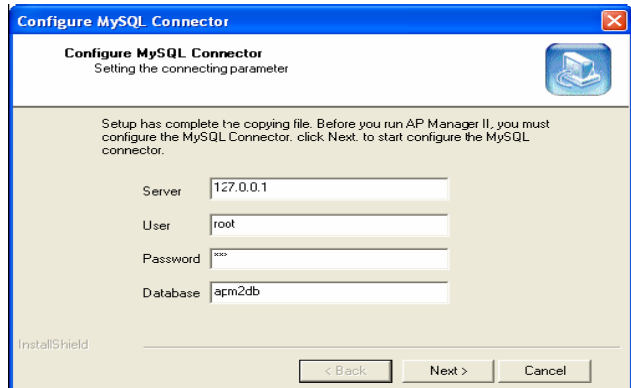 Configure MySQL Connector
Configure MySQL Connector
Setting the connecting parameter
Setup has complete the copying file. Before you run AP Manager II, you must
configure the MySQL Connector. click Next. to start configure the MySQL
connector.
Server 127.0.0.1
User root
Password ***
Database apm2db
InstallShield
< Back Next > Cancel